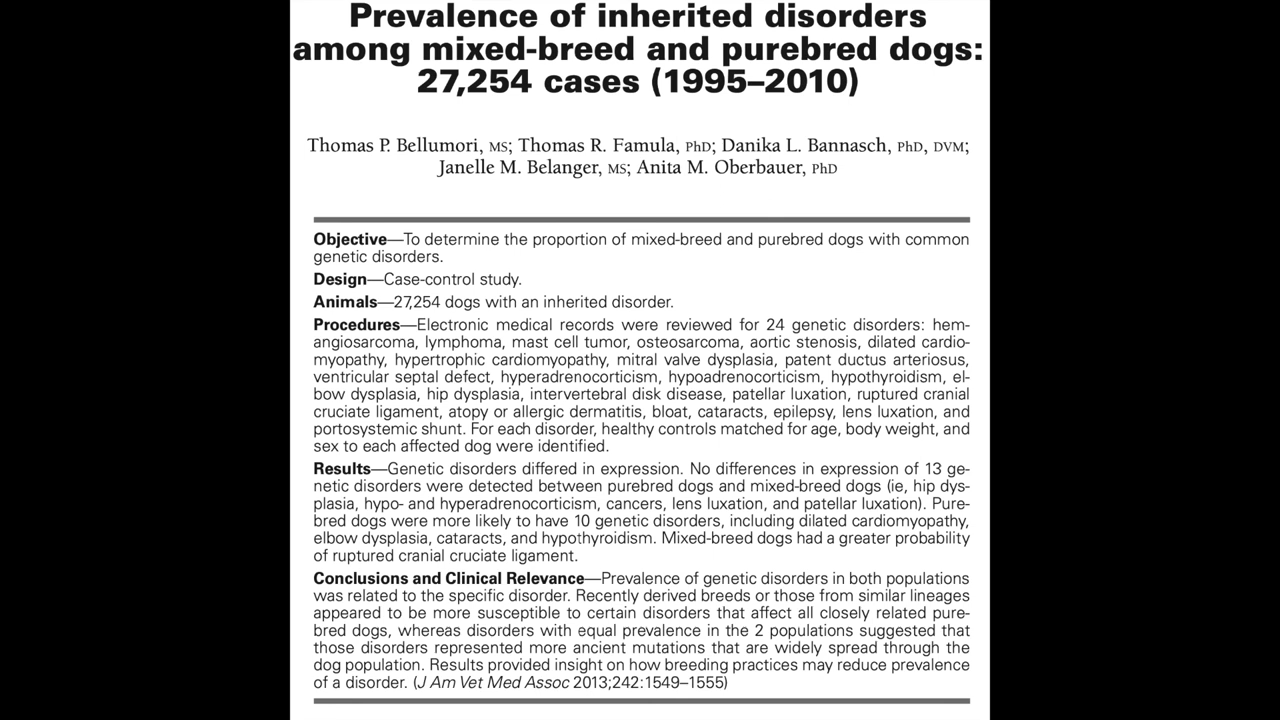 Prevalence of inherited disorders
among mixed-breed and purebred dogs:
27,254 cases (1995–2010)
Thomas P. Bellumori, MS; Thomas R. Famula, PhD; Danika L. Bannasch, PhD, DVM;
Janelle M. Belanger, MS; Anita M. Oberbauer, PhD
Objective—To determine the proportion of mixed-breed and purebred dogs with common
genetic disorders.
Design—Case-control study.
Animals—27,254 dogs with an inherited disorder.
Procedures—Electronic medical records were reviewed for 24 genetic disorders: hem-
angiosarcoma, lymphoma, mast cell tumor, osteosarcoma, aortic stenosis, dilated cardio-
myopathy, hypertrophic cardiomyopathy, mitral valve dysplasia, patent ductus arteriosus,
ventricular septal defect, hyperadrenocorticism, hypoadrenocorticism, hypothyroidism, el-
bow dysplasia, hip dysplasia, intervertebral disk disease, patellar luxation, ruptured cranial
cruciate ligament, atopy or allergic dermatitis, bloat, cataracts, epilepsy, lens luxation, and
portosystemic shunt. For each disorder, healthy controls matched for age, body weight, and
sex to each affected dog were identified.
Results—Genetic disorders differed in expression. No differences in expression of 13 ge-
netic disorders were detected between purebred dogs and mixed-breed dogs (ie, hip dys-
plasia, hypo- and hyperadrenocorticism, cancers, lens luxation, and patellar luxation). Pure-
bred dogs were more likely to have 10 genetic disorders, including dilated cardiomyopathy,
elbow dysplasia, cataracts, and hypothyroidism. Mixed-breed dogs had a greater probability
of ruptured cranial cruciate ligament.
Conclusions and Clinical Relevance—Prevalence of genetic disorders in both populations
was related to the specific disorder. Recently derived breeds or those from similar lineages
appeared to be more susceptible to certain disorders that affect all closely related pure-
bred dogs, whereas disorders with equal prevalence in the 2 populations suggested that
those disorders represented more ancient mutations that are widely spread through the
dog population. Results provided insight on how breeding practices may reduce prevalence
of a disorder. (J Am Vet Med Assoc 2013;242:1549–1555)